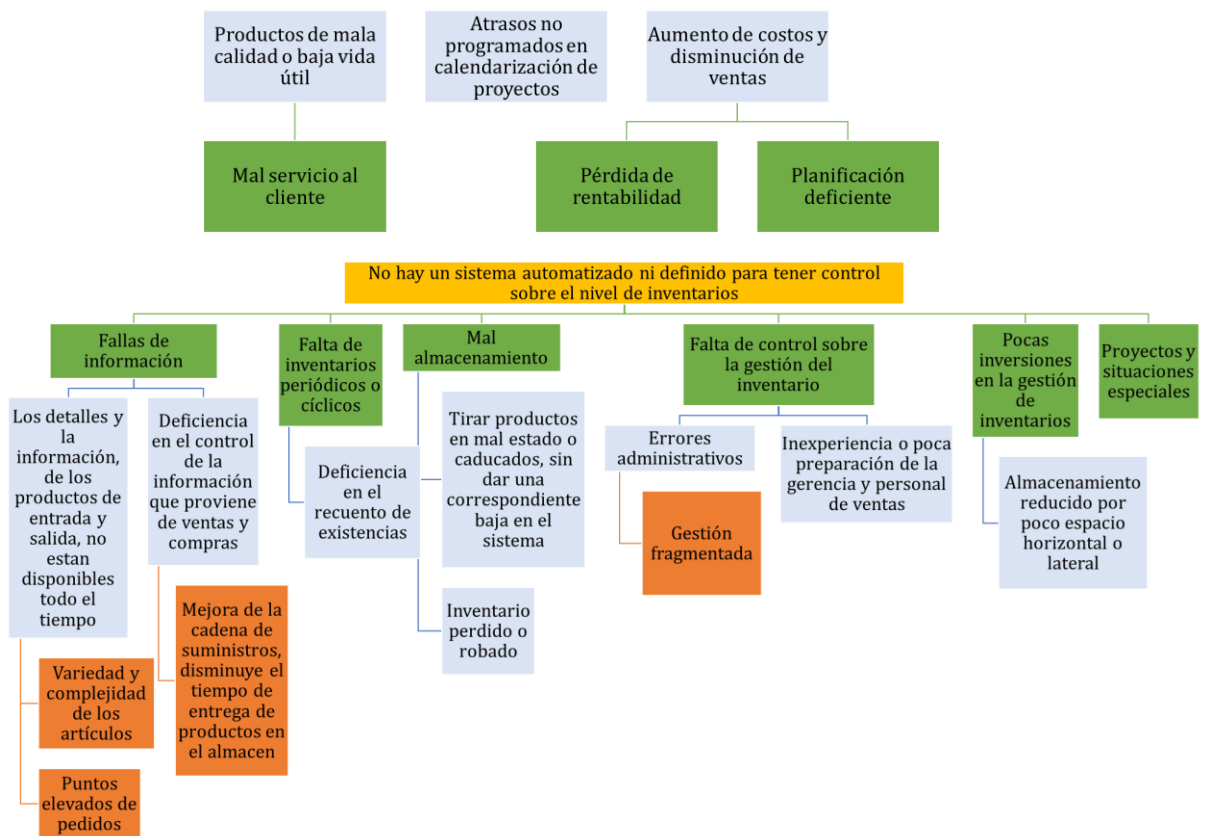 Productos de mala
calidad o baja vida
útil
Atrasos no
programados en
calendarización de
proyectos
Aumento de costos y
disminución de
ventas
Mal servicio al
cliente
Pérdida de
rentabilidad
Planificación
deficiente
No hay un sistema automatizado ni definido para tener control
sobre el nivel de inventarios
Fallas de
información
Falta de
inventarios
periódicos o
cíclicos
Mal
almacenamiento
Falta de control sobre
la gestión del
inventario
Pocas
inversiones
en la gestión
de
inventarios
Proyectos y
situaciones
especiales
Los detalles y
la
información,
de los
productos de
entrada y
salida, no
estan
disponibles
todo el
tiempo
Deficiencia
en el control
de la
información
que proviene
de ventas y
compras
Deficiencia
en el
recuento de
existencias
Tirar productos
en mal estado o
caducados, sin
dar una
correspondiente
baja en el
sistema
Errores
administrativos
Inexperiencia o poca
preparación de la
gerencia y personal
de ventas
Almacenamiento
reducido por
poco espacio
horizontal o
lateral
Gestión
fragmentada
Mejora de la
cadena de
suministros,
disminuye el
tiempo de
entrega de
productos en
el almacen
Inventario
perdido o
robado
Variedad y
complejidad
de los
artículos
Puntos
elevados de
pedidos